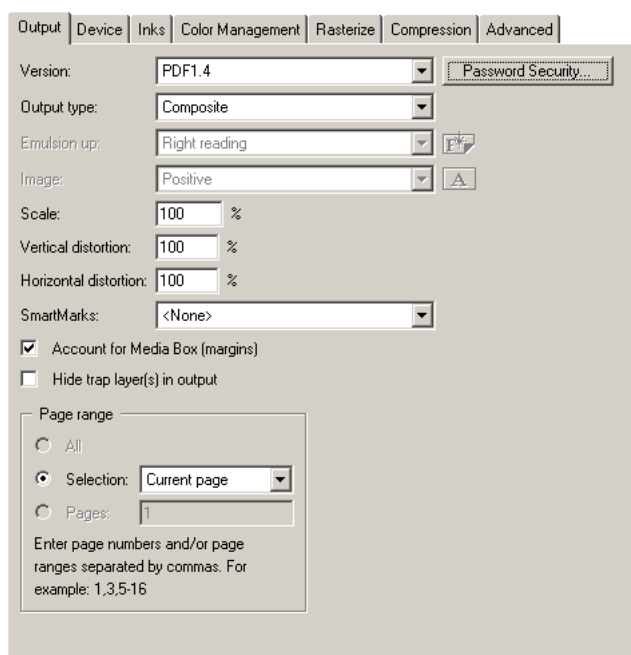 Output Device Inks Color Management Rasterize Compression Advanced
Version: PDF1.4 Password Security...
Output type: Composite
Emulsion up: Right reading F
Image: Positive A
Scale: 100 %
Vertical distortion: 100 %
Horizontal distortion: 100 %
SmartMarks: <None>
Account for Media Box (margins)
Hide trap layer(s) in output
Page range
All
Selection: Current page
Pages: 1
Enter page numbers and/or page
ranges separated by commas. For
example: 1,3,5-16